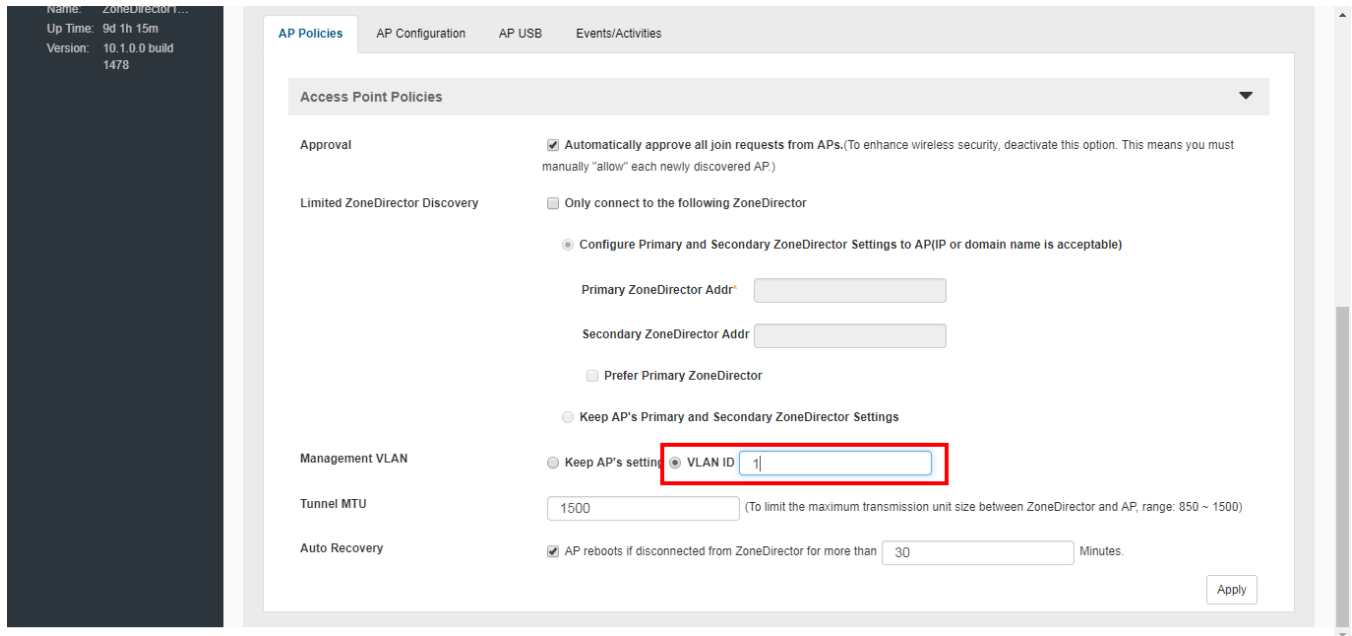 Name: ZoneDirector1...
Up Time: 9d 1h 15m
Version: 10.1.0.0 build
1478
AP Policies AP Configuration AP USB Events/Activities
Access Point Policies
Approval Automatically approve all join requests from APs.(To enhance wireless security, deactivate this option. This means you must
manually "allow" each newly discovered AP.)
Limited ZoneDirector Discovery Only connect to the following ZoneDirector
Configure Primary and Secondary ZoneDirector Settings to AP(IP or domain name is acceptable)
Primary ZoneDirector Addr*
Secondary ZoneDirector Addr
Prefer Primary ZoneDirector
Keep AP's Primary and Secondary ZoneDirector Settings
Management VLAN Keep AP's setting VLAN ID 1
Tunnel MTU 1500 (To limit the maximum transmission unit size between ZoneDirector and AP, range: 850 ~ 1500)
Auto Recovery AP reboots if disconnected from ZoneDirector for more than 30 Minutes.
Apply